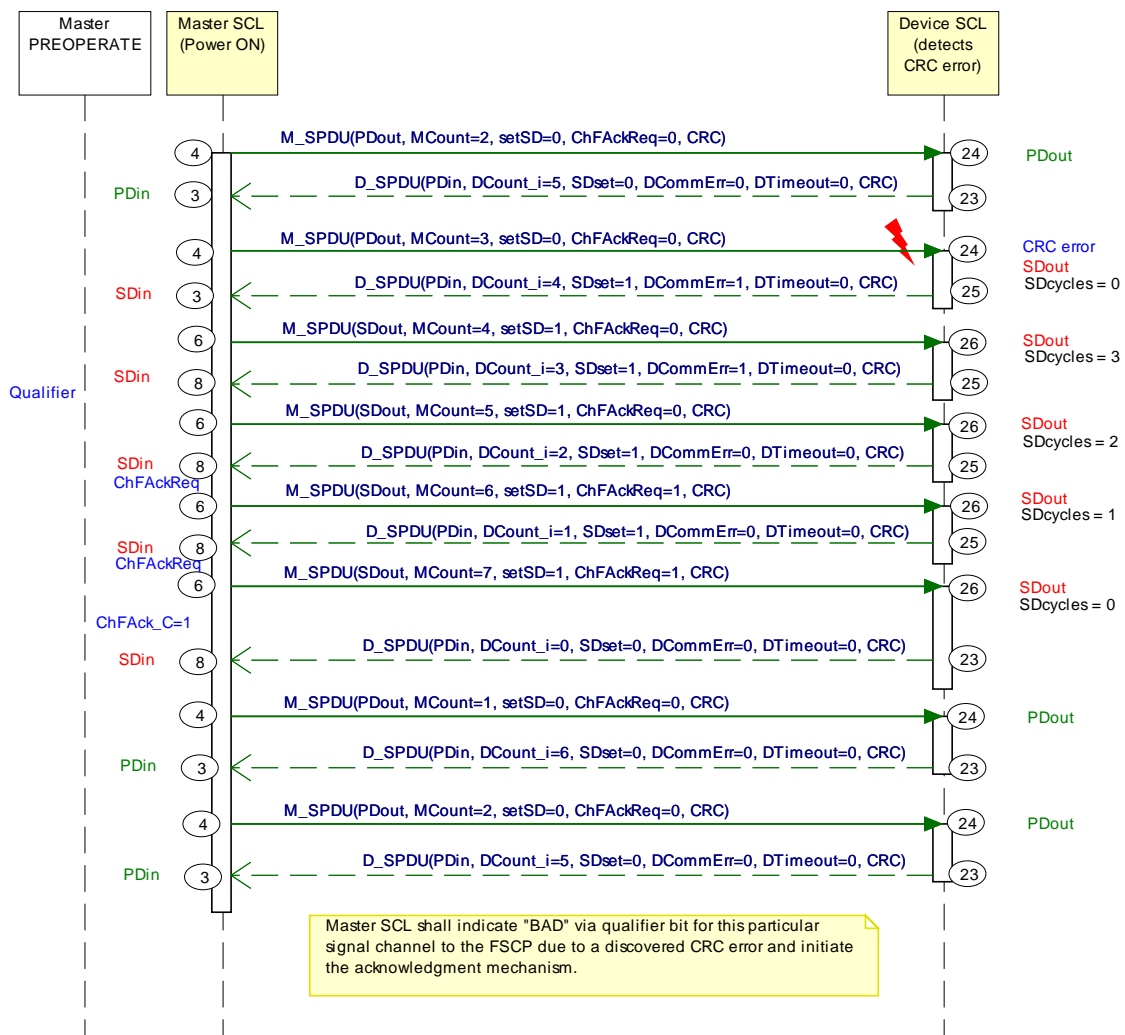 Master
PREOPERATE
Master SCL
(Power ON)
Device SCL
(detects
CRC error)
M_SPDU(PDout, MCount=2, setSD=0, ChFAckReq=0, CRC)
4
24
PDout
D_SPDU(PDin, DCount_i=5, SDset=0, DCommErr=0, DTimeout=0, CRC)
PDin
3
23
M_SPDU(PDout, MCount=3, setSD=0, ChFAckReq=0, CRC)
4
24
CRC error
SDout
SDcycles = 0
D_SPDU(PDin, DCount_i=4, SDset=1, DCommErr=1, DTimeout=0, CRC)
SDin
3
25
M_SPDU(SDout, MCount=4, setSD=1, ChFAckReq=0, CRC)
6
26
SDout
SDcycles = 3
D_SPDU(PDin, DCount_i=3, SDset=1, DCommErr=1, DTimeout=0, CRC)
SDin
8
25
Qualifier
M_SPDU(SDout, MCount=5, setSD=1, ChFAckReq=0, CRC)
6
26
SDout
SDcycles = 2
D_SPDU(PDin, DCount_i=2, SDset=1, DCommErr=0, DTimeout=0, CRC)
SDin
8
25
ChFAckReq
M_SPDU(SDout, MCount=6, setSD=1, ChFAckReq=1, CRC)
6
26
SDout
SDcycles = 1
D_SPDU(PDin, DCount_i=1, SDset=1, DCommErr=0, DTimeout=0, CRC)
SDin
8
25
ChFAckReq
M_SPDU(SDout, MCount=7, setSD=1, ChFAckReq=1, CRC)
6
26
SDout
SDcycles = 0
ChFAck_C=1
D_SPDU(PDin, DCount_i=0, SDset=0, DCommErr=0, DTimeout=0, CRC)
SDin
8
23
M_SPDU(PDout, MCount=1, setSD=0, ChFAckReq=0, CRC)
4
24
PDout
D_SPDU(PDin, DCount_i=6, SDset=0, DCommErr=0, DTimeout=0, CRC)
PDin
3
23
M_SPDU(PDout, MCount=2, setSD=0, ChFAckReq=0, CRC)
4
24
PDout
D_SPDU(PDin, DCount_i=5, SDset=0, DCommErr=0, DTimeout=0, CRC)
PDin
3
23
Master SCL shall indicate "BAD" via qualifier bit for this particular
signal channel to the FSCP due to a discovered CRC error and initiate
the acknowledgment mechanism.